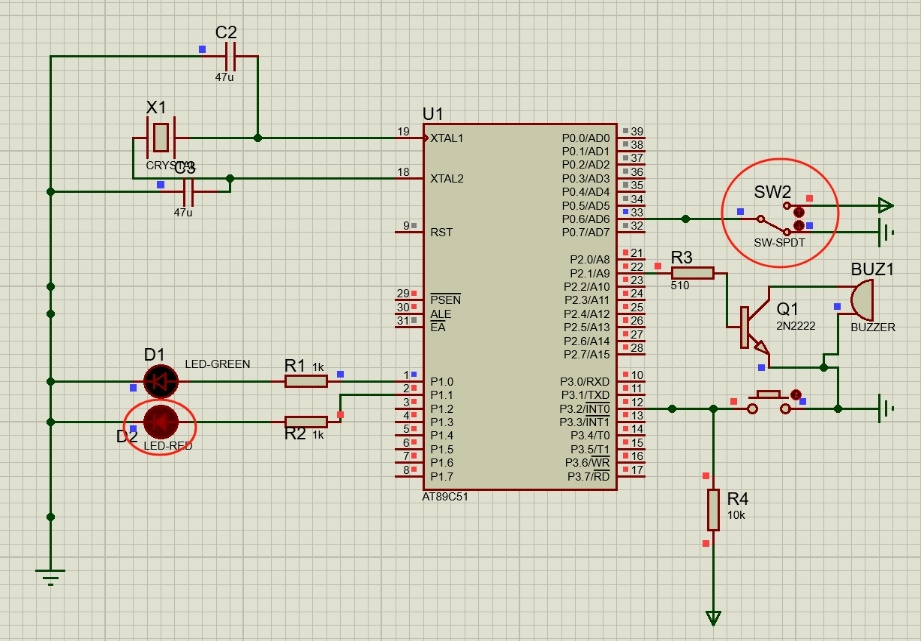 C2
47u
X1
CRYSTAL
C3
47u
U1
19 XTAL1
18 XTAL2
9 RST
29 PSEN
30 ALE
31 EA
1 P1.0
2 P1.1
3 P1.2
4 P1.3
5 P1.4
6 P1.5
7 P1.6
8 P1.7
P0.0/AD0 39
P0.1/AD1 38
P0.2/AD2 37
P0.3/AD3 36
P0.4/AD4 35
P0.5/AD5 34
P0.6/AD6 33
P0.7/AD7 32
P2.0/A8 21
P2.1/A9 22
P2.2/A10 23
P2.3/A11 24
P2.4/A12 25
P2.5/A13 26
P2.6/A14 27
P2.7/A15 28
P3.0/RXD 10
P3.1/TXD 11
P3.2/INT0 12
P3.3/INT1 13
P3.4/T0 14
P3.5/T1 15
P3.6/WR 16
P3.7/RD 17
AT89C51
SW2
SW-SPDT
R3
510
BUZ1
BUZZER
Q1
2N2222
D1
LED-GREEN
R1 1k
D2
LED-RED
R2 1k
R4
10k